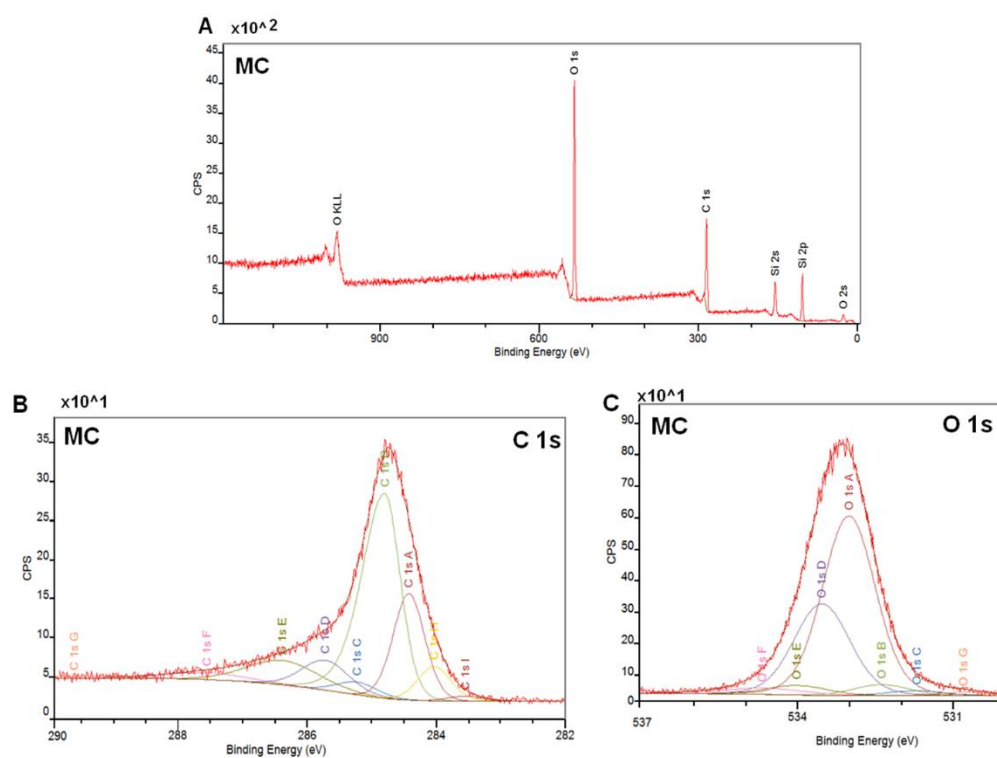 A x10^2
MC
45
40
35
30
25
20
15
10
5
0
CPS
O KLL
O 1s
C 1s
Si 2s
Si 2p
O 2s
900 600 300 0
Binding Energy (eV)
B x10^1
MC
C 1s
35
30
25
20
15
10
5
0
CPS
C 1s G
C 1s F
C 1s E
C 1s D
C 1s C
C 1s B
C 1s A
C 1s H
C 1s I
290 288 286 284 282
Binding Energy (eV)
C x10^1
MC
O 1s
90
80
70
60
50
40
30
20
10
0
CPS
O 1s F
O 1s E
O 1s D
O 1s A
O 1s B
O 1s C
O 1s G
537 534 531
Binding Energy (eV)